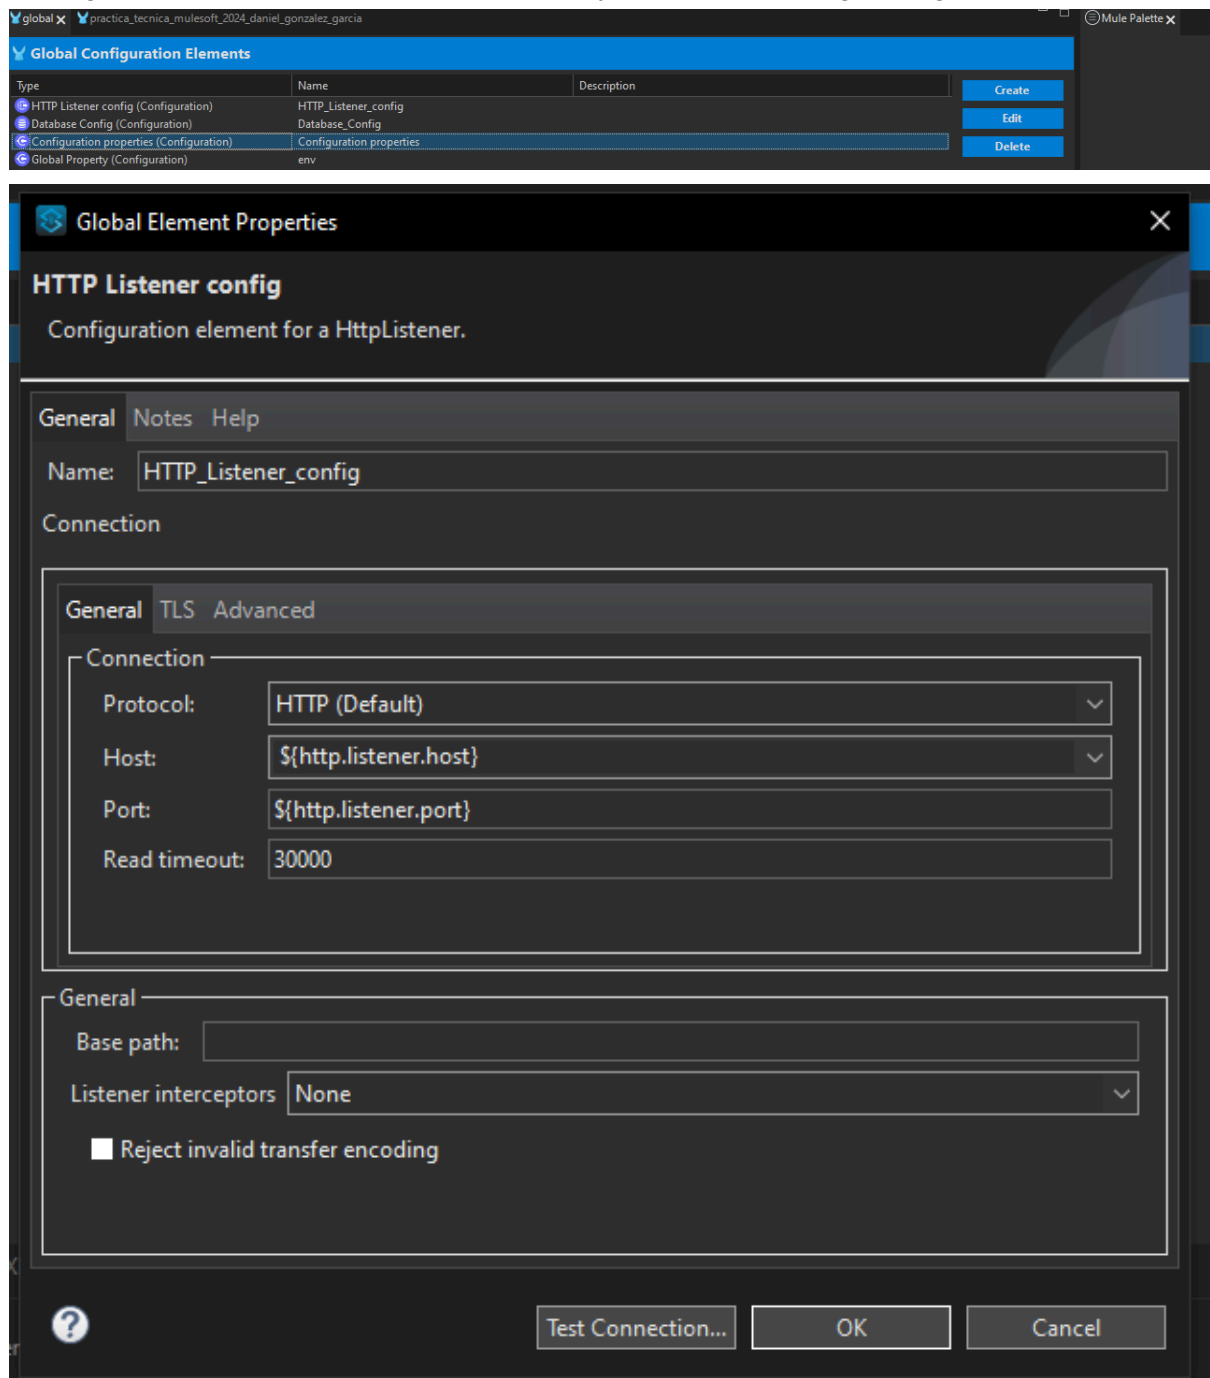 global practica_tecnica_mulesoft_2024_daniel_gonzalez_garcia Mule Palette
Global Configuration Elements
Type Name Description
HTTP Listener config (Configuration) HTTP_Listener_config
Database Config (Configuration) Database_Config
Configuration properties (Configuration) Configuration properties
Global Property (Configuration) env
Create
Edit
Delete
Global Element Properties
HTTP Listener config
Configuration element for a HttpListener.
General Notes Help
Name: HTTP_Listener_config
Connection
General TLS Advanced
Connection
Protocol: HTTP (Default)
Host: ${http.listener.host}
Port: ${http.listener.port}
Read timeout: 30000
General
Base path:
Listener interceptors None
Reject invalid transfer encoding
Test Connection... OK Cancel